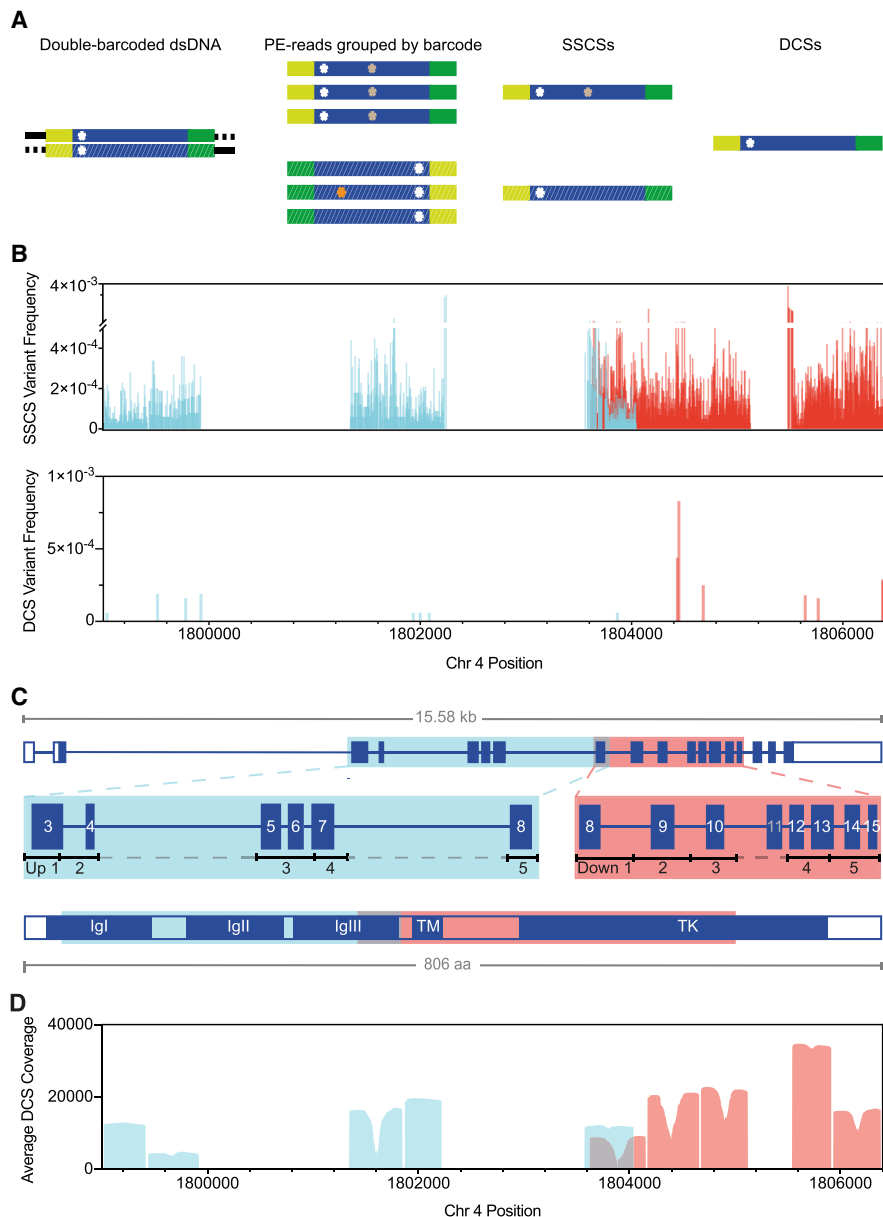 A
Double-barcoded dsDNA
PE-reads grouped by barcode
SSCSs
DCSs
B
SSCS Variant Frequency
4×10⁻³
4×10⁻⁴
2×10⁻⁴
0
DCS Variant Frequency
1×10⁻³
5×10⁻⁴
0
1800000
1802000
1804000
1806000
Chr 4 Position
C
15.58 kb
3
4
5
6
7
8
8
9
10
11
12
13
14
15
Up 1
2
3
4
5
Down 1
2
3
4
5
IgI
IgII
IgIII
TM
TK
806 aa
D
Average DCS Coverage
40000
20000
0
1800000
1802000
1804000
1806000
Chr 4 Position